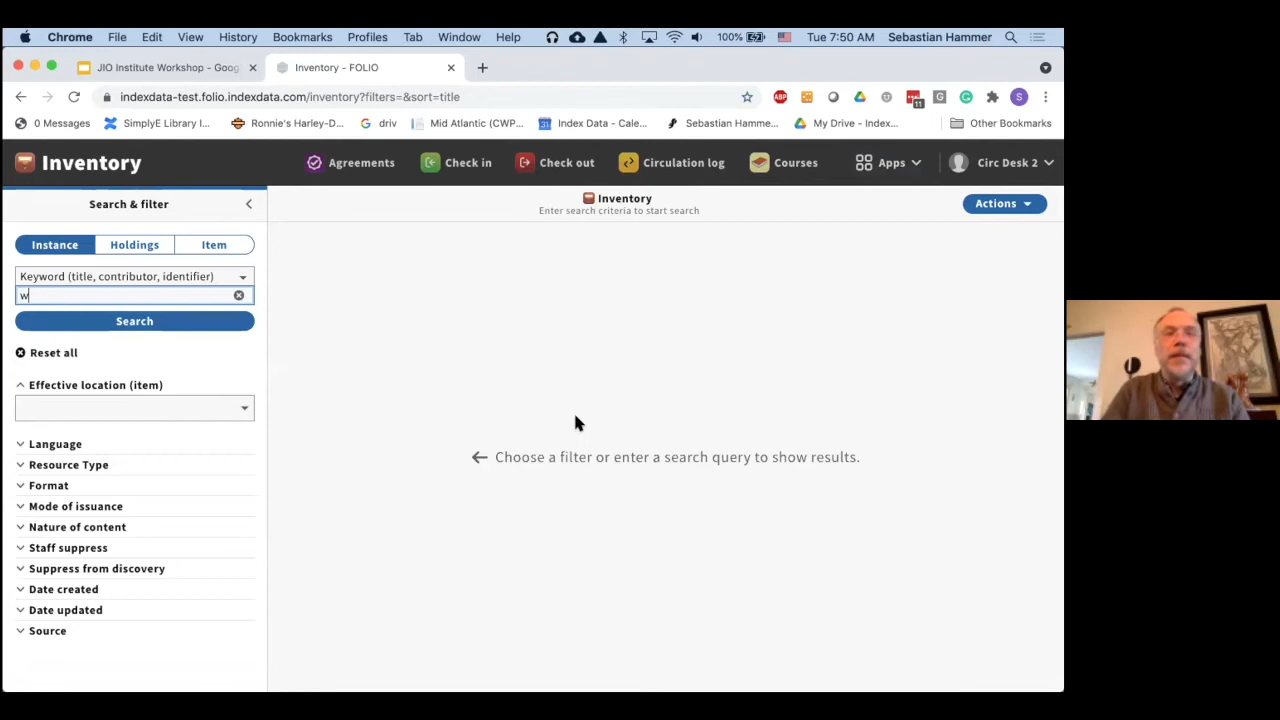 Chrome File Edit View History Bookmarks Profiles Tab Window Help 100% Tue 7:50 AM Sebastian Hammer
JIO Institute Workshop - Goog Inventory - FOLIO
indexdata-test.folio.indexdata.com/inventory?filters=&sort=title ABP 11 G S
0 Messages SimplyE Library I... Ronnie's Harley-D... G driv Mid Atlantic (CWP... Index Data - Cale... Sebastian Hamme... My Drive - Index... Other Bookmarks
Inventory Agreements Check in Check out Circulation log Courses Apps Circ Desk 2
Search & filter
Inventory
Enter search criteria to start search
Actions
Instance Holdings Item
Keyword (title, contributor, identifier)
w
Search
Reset all
Effective location (item)
Language
Resource Type
Format
Mode of issuance
Nature of content
Staff suppress
Suppress from discovery
Date created
Date updated
Source
Choose a filter or enter a search query to show results.